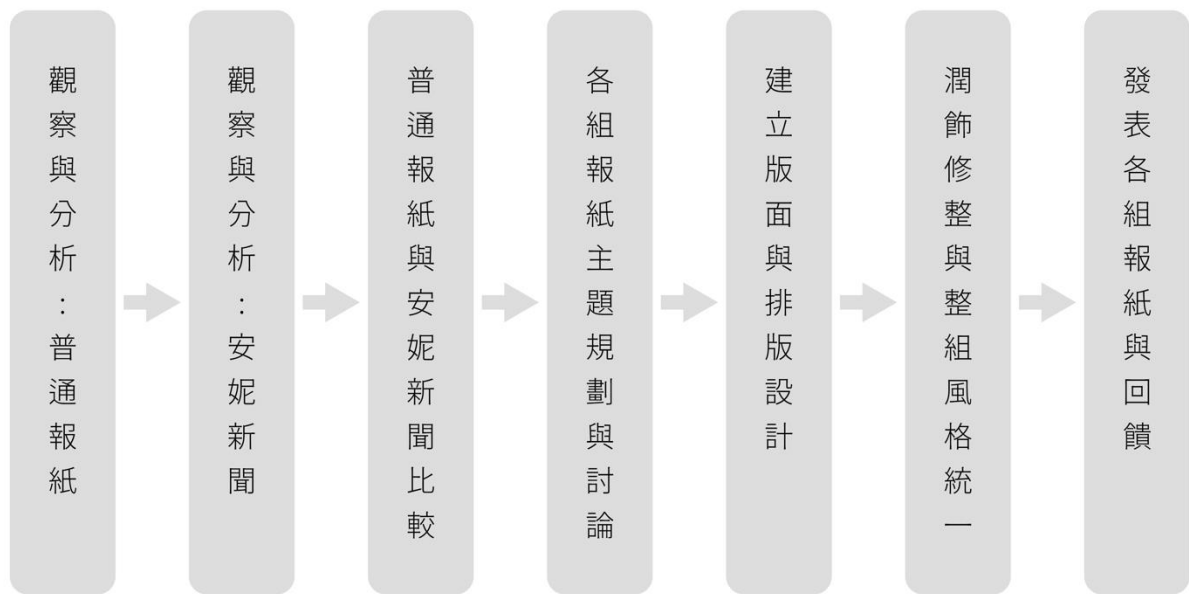 觀察與分析：普通報紙
觀察與分析：安妮新聞
普通報紙與安妮新聞比較
各組報紙主題規劃與討論
建立版面與排版設計
潤飾修整與整組風格統一
發表各組報紙與回饋